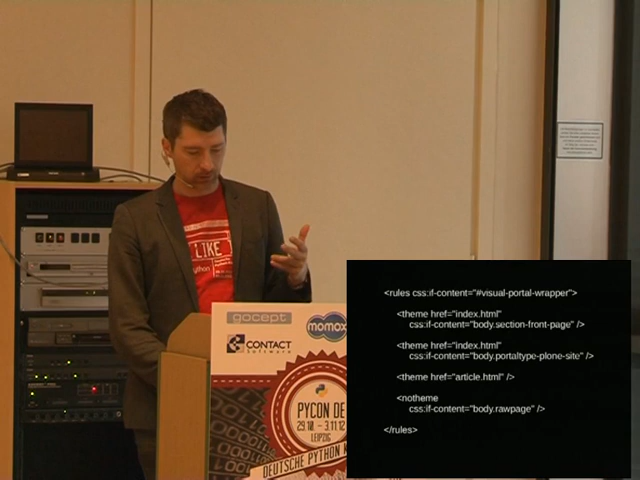 LIKE
python
gocept
momox
CONTACT
Software
PYCON DE
29.10. - 3.11.12
LEIPZIG
DEUTSCHE PYTHON
<rules css:if-content="#visual-portal-wrapper">
<theme href="index.html"
css:if-content="body.section-front-page" />
<theme href="index.html"
css:if-content="body.portaltype-plone-site" />
<theme href="article.html" />
<notheme
css:if-content="body.rawpage" />
</rules>